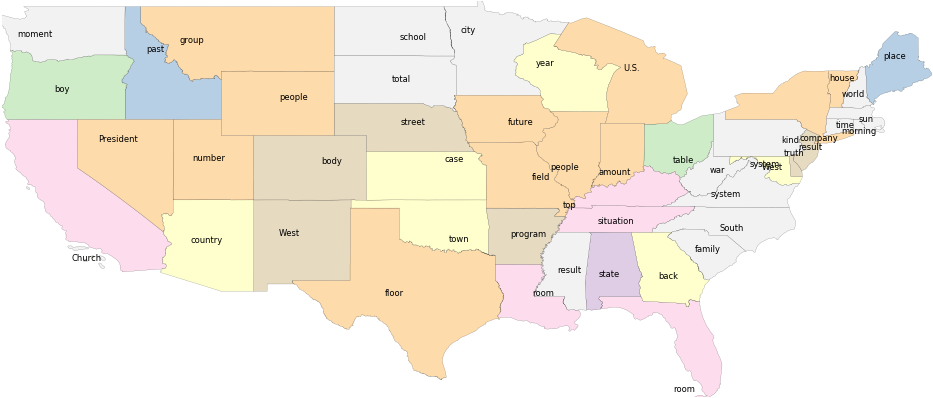 moment
past
group
school
city
place
boy
people
total
year
U.S.
house
world
President
number
street
future
time
sun
morning
kind
company
result
truth
body
case
field
people
amount
table
war
system
West
system
top
country
West
town
program
situation
South
family
Church
floor
room
result
state
back
room